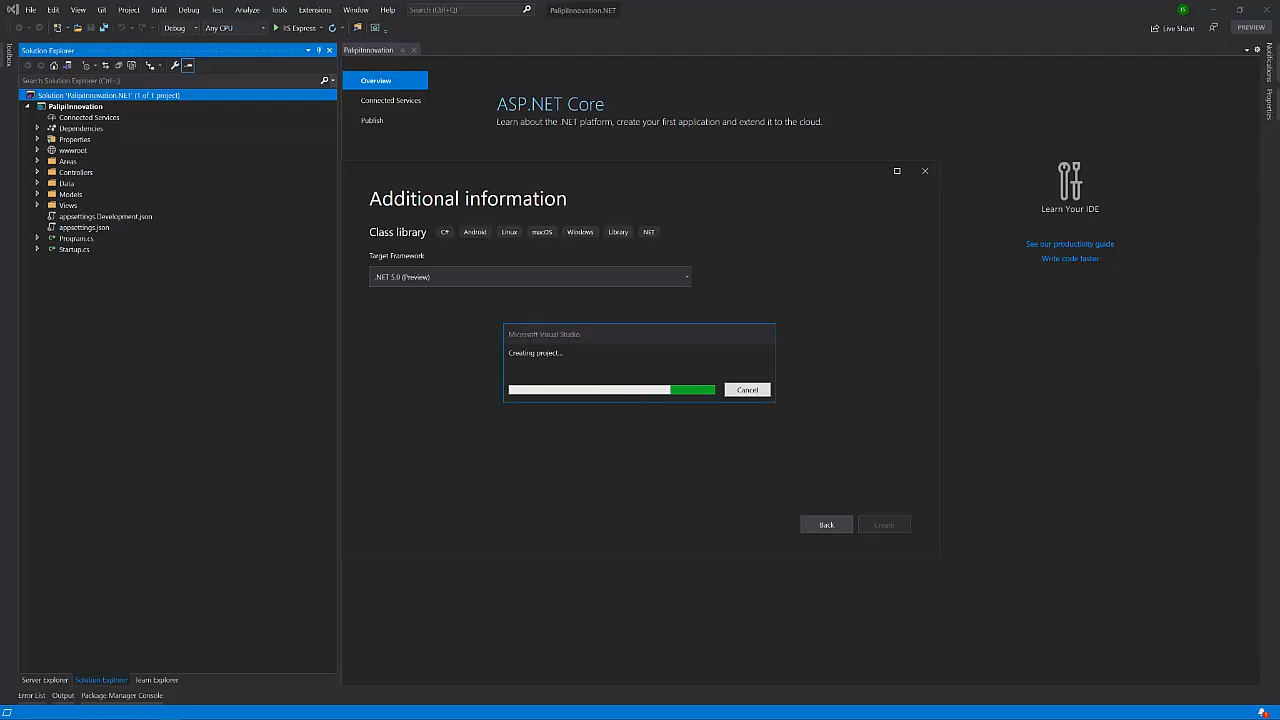 File Edit View Git Project Build Debug Test Analyze Tools Extensions Window Help Search (Ctrl+Q) PalipiInnovation.NET JS
Debug Any CPU IIS Express Live Share PREVIEW
Toolbox
Solution Explorer
Search Solution Explorer (Ctrl+;)
Solution 'PalipiInnovation.NET' (1 of 1 project)
PalipiInnovation
Connected Services
Dependencies
Properties
wwwroot
Areas
Controllers
Data
Models
Views
appsettings.Development.json
appsettings.json
Program.cs
Startup.cs
PalipiInnovation
Overview
Connected Services
Publish
ASP.NET Core
Learn about the .NET platform, create your first application and extend it to the cloud.
Learn Your IDE
See our productivity guide
Write code faster
Additional information
Class library C# Android Linux macOS Windows Library .NET
Target Framework
.NET 5.0 (Preview)
Microsoft Visual Studio
Creating project...
Cancel
Back Create
Notifications
Properties
Server Explorer Solution Explorer Team Explorer
Error List Output Package Manager Console